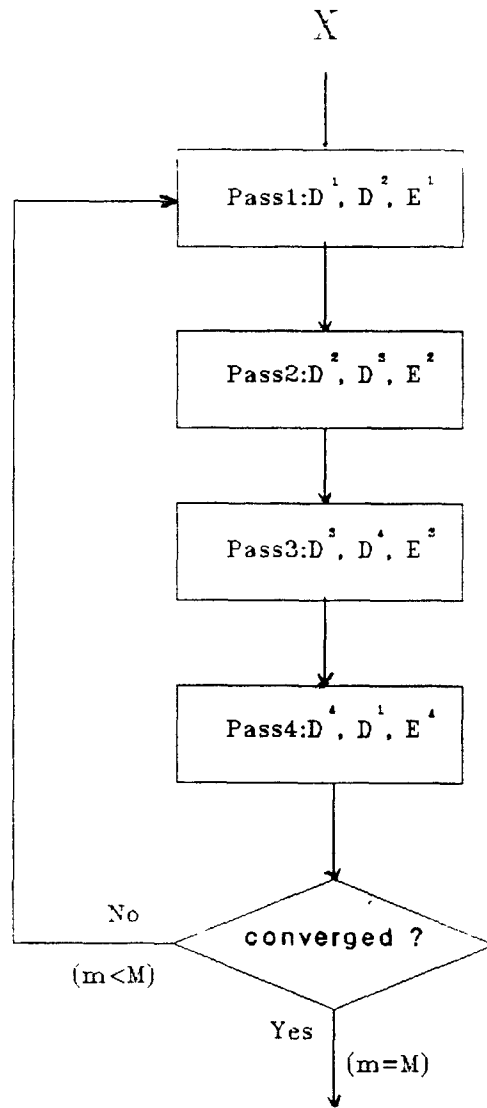 X
Pass1:D¹, D², E¹
Pass2:D², D³, E²
Pass3:D³, D⁴, E³
Pass4:D⁴, D¹, E⁴
converged ?
No
(m<M)
Yes
(m=M)